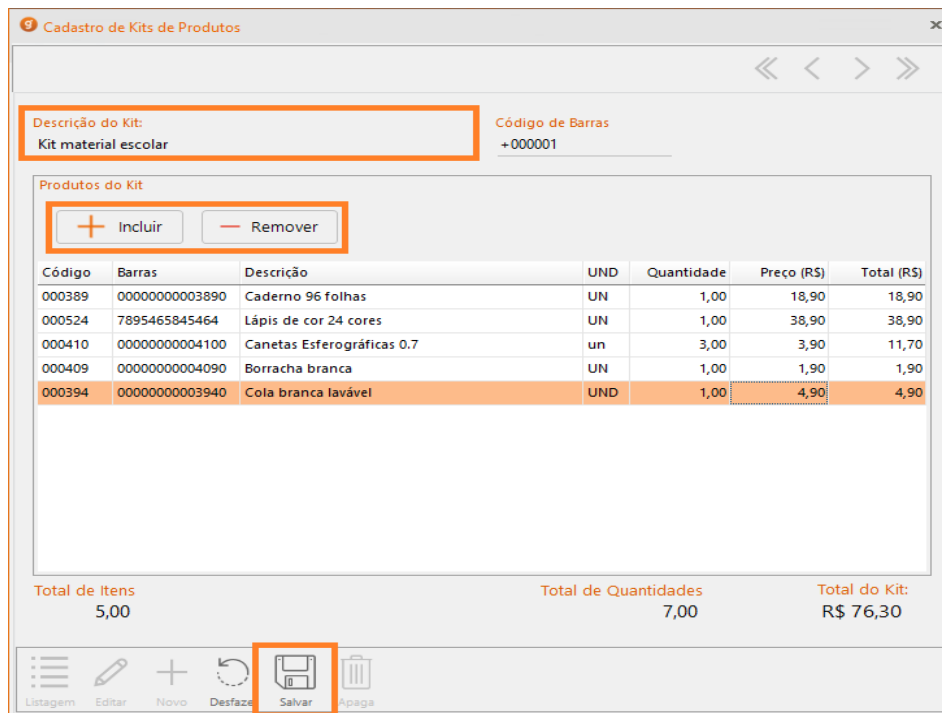 g Cadastro de Kits de Produtos x
Descrição do Kit: Código de Barras
Kit material escolar +000001
Produtos do Kit
Incluir Remover
Código Barras Descrição UND Quantidade Preço (R$) Total (R$)
000389 00000000003890 Caderno 96 folhas UN 1,00 18,90 18,90
000524 7895465845464 Lápis de cor 24 cores UN 1,00 38,90 38,90
000410 00000000004100 Canetas Esferográficas 0.7 un 3,00 3,90 11,70
000409 00000000004090 Borracha branca UN 1,00 1,90 1,90
000394 00000000003940 Cola branca lavável UND 1,00 4,90 4,90
Total de Itens Total de Quantidades Total do Kit:
5,00 7,00 R$ 76,30
Listagem Editar Novo Desfaze Salvar Apaga